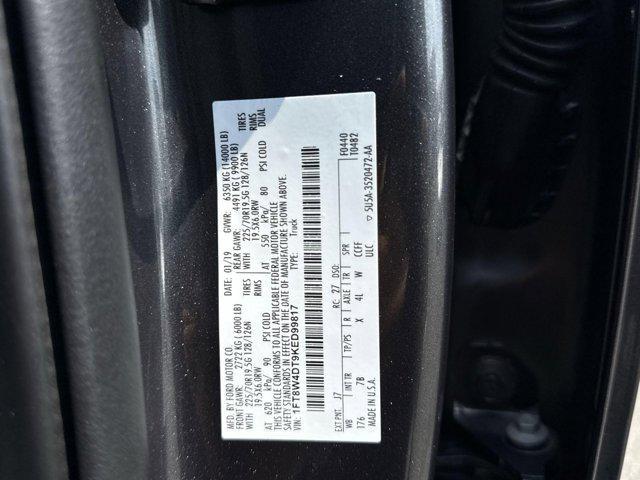 MFD. BY FORD MOTOR CO.
DATE: 01/19 GVWR: 6350 KG (14000 LB)
FRONT GAWR: 2722 KG (6000 LB) REAR GAWR: 4491 KG (9900 LB)
WITH 225/70R19.5G 128/126N TIRES WITH 225/70R19.5G 128/126N TIRES
19.5X6.0RW RIMS 19.5X6.0RW RIMS
AT 620 kPa/ 90 PSI COLD AT 550 kPa/ 80 PSI COLD DUAL
THIS VEHICLE CONFORMS TO ALL APPLICABLE FEDERAL MOTOR VEHICLE
SAFETY STANDARDS IN EFFECT ON THE DATE OF MANUFACTURE SHOWN ABOVE.
VIN: 1FT8W4DT9KED99817 TYPE: Truck
F0440
T0482
EXT PNT: J7 RC: 27 DSO:
WB INT TR TP/PS R AXLE TR SPR
176 7B X 4L W CCFF
MADE IN U.S.A. ULC
5U5A-3520472-AA